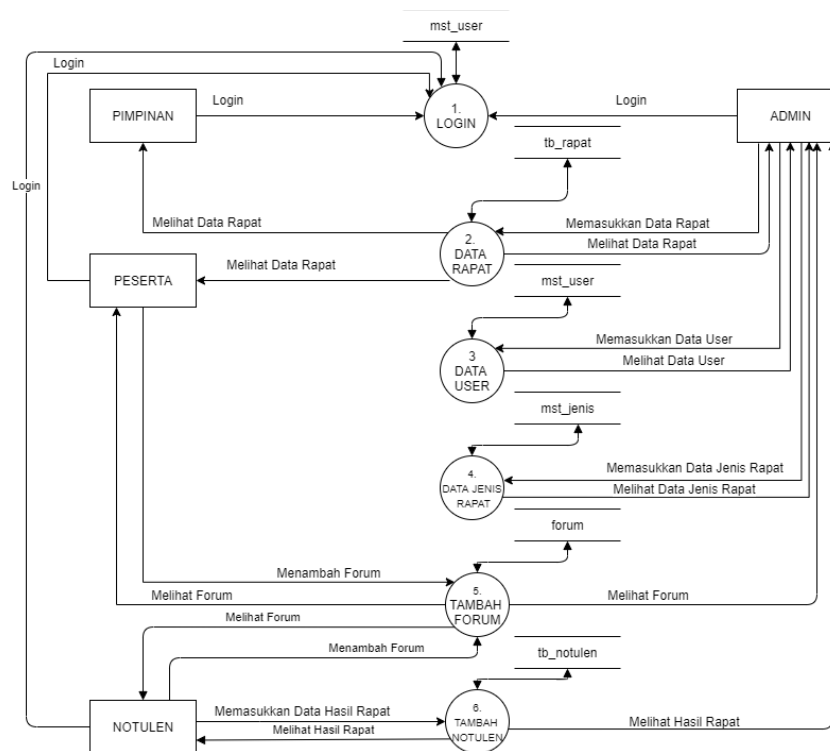 mst_user
Login
PIMPINAN
Login
1.
LOGIN
Login
ADMIN
tb_rapat
Login
Melihat Data Rapat
2.
DATA
RAPAT
Memasukkan Data Rapat
Melihat Data Rapat
PESERTA
Melihat Data Rapat
mst_user
3
DATA
USER
Memasukkan Data User
Melihat Data User
mst_jenis
4.
DATA JENIS
RAPAT
Memasukkan Data Jenis Rapat
Melihat Data Jenis Rapat
forum
Menambah Forum
Melihat Forum
5.
TAMBAH
FORUM
Melihat Forum
Melihat Forum
Menambah Forum
tb_notulen
NOTULEN
Memasukkan Data Hasil Rapat
Melihat Hasil Rapat
6.
TAMBAH
NOTULEN
Melihat Hasil Rapat